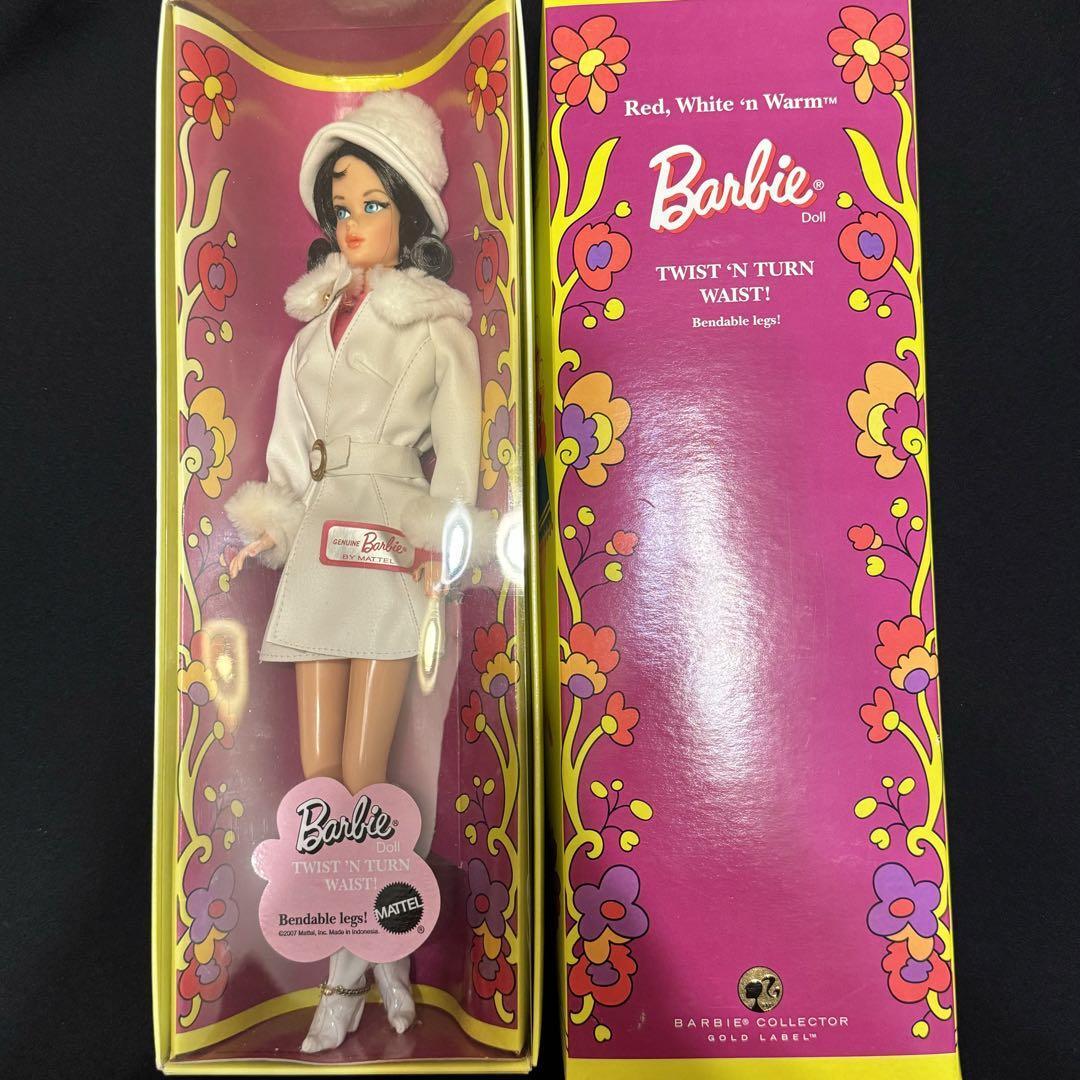 GENUINE Barbie®
BY MATTEL
Barbie®
Doll
TWIST 'N TURN
WAIST!
Bendable legs!
MATTEL
®
©2007 Mattel, Inc. Made in Indonesia.
Red, White 'n Warm™
Barbie®
Doll
TWIST 'N TURN
WAIST!
Bendable legs!
BARBIE® COLLECTOR
GOLD LABEL™